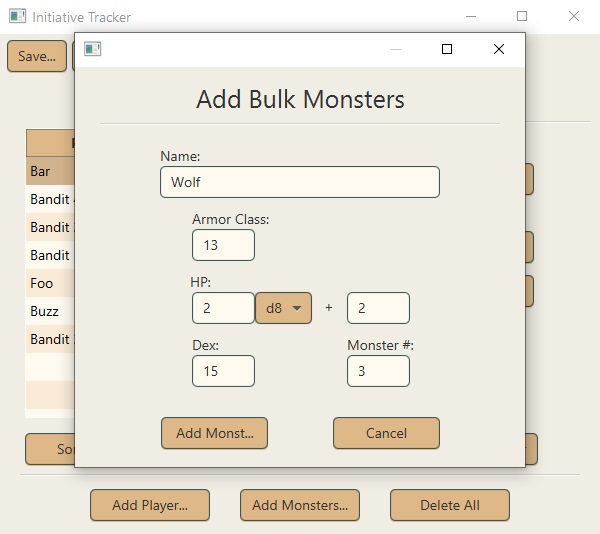 Initiative Tracker
Save...
Add Bulk Monsters
Name:
Wolf
Armor Class:
13
HP:
2 d8 + 2
Dex: Monster #:
15 3
Add Monst... Cancel
Bar
Bandit
Bandit
Bandit
Foo
Buzz
Bandit
Add Player... Add Monsters... Delete All